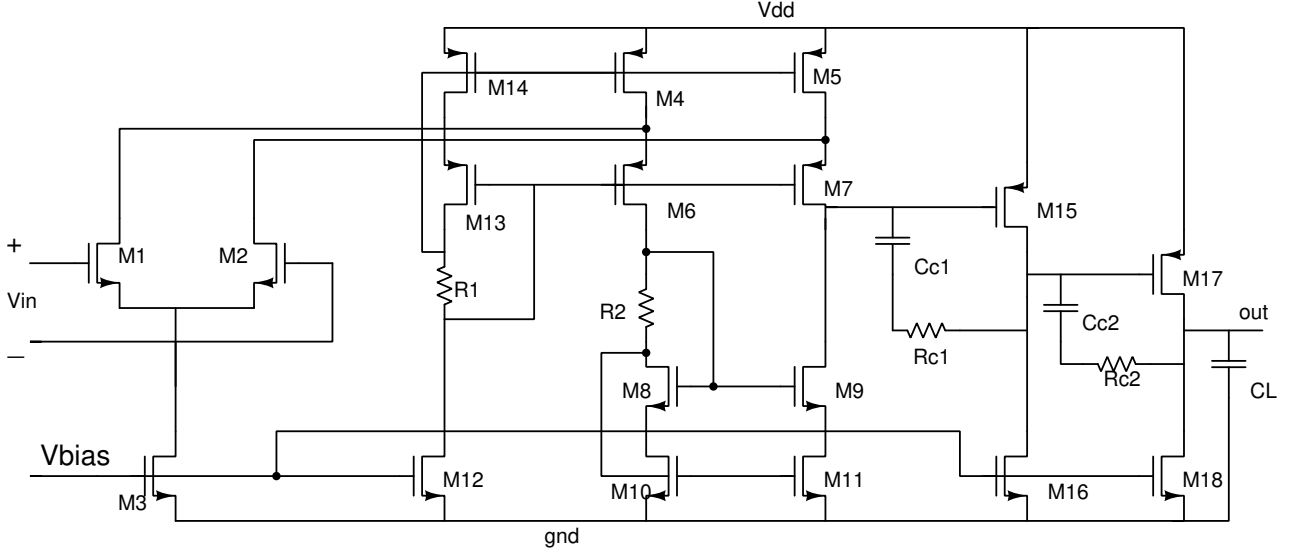 Vdd
M14
M4
M5
M13
M6
M7
M15
+
M1
M2
Cc1
M17
Vin
R1
R2
Cc2
out
–
Rc1
Rc2
M8
M9
CL
Vbias
M3
M12
M10
M11
M16
M18
gnd